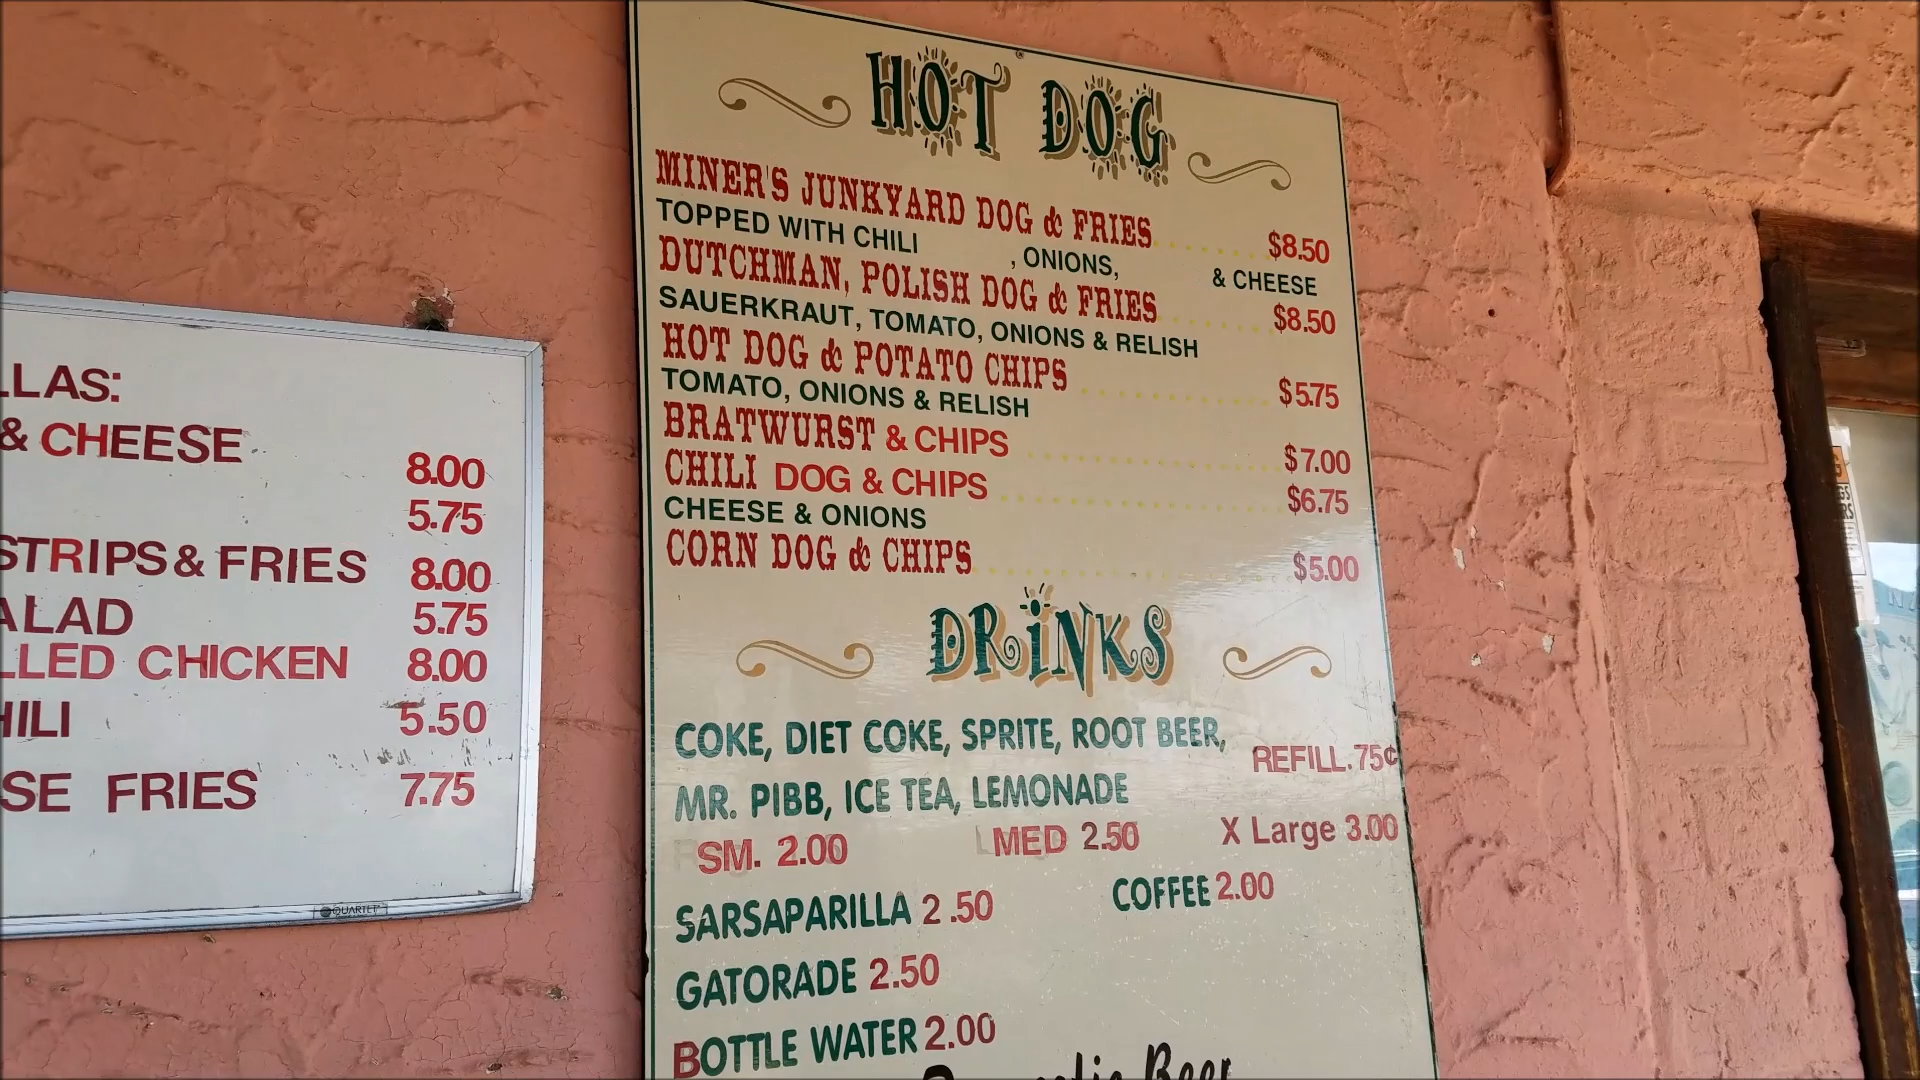 LLAS:
& CHEESE 8.00
5.75
STRIPS & FRIES 8.00
ALAD 5.75
LLED CHICKEN 8.00
HILI 5.50
SE FRIES 7.75
QUARTET
HOT DOG
MINER'S JUNKYARD DOG & FRIES $8.50
TOPPED WITH CHILI , ONIONS, & CHEESE
DUTCHMAN, POLISH DOG & FRIES $8.50
SAUERKRAUT, TOMATO, ONIONS & RELISH
HOT DOG & POTATO CHIPS $5.75
TOMATO, ONIONS & RELISH
BRATWURST & CHIPS $7.00
CHILI DOG & CHIPS $6.75
CHEESE & ONIONS
CORN DOG & CHIPS $5.00
DRINKS
COKE, DIET COKE, SPRITE, ROOT BEER, REFILL .75¢
MR. PIBB, ICE TEA, LEMONADE
SM. 2.00 MED 2.50 X Large 3.00
SARSAPARILLA 2.50 COFFEE 2.00
GATORADE 2.50
BOTTLE WATER 2.00
Beer